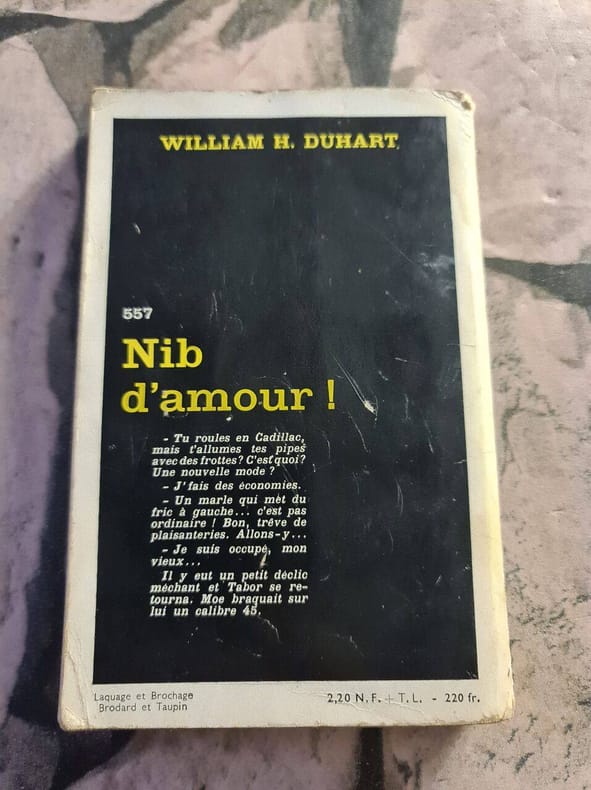 WILLIAM H. DUHART
557
Nib
d'amour !
- Tu roules en Cadillac,
mais t'allumes tes pipes
avec des frottes? C'est quoi?
Une nouvelle mode ?
- J'fais des économies.
- Un marle qui met du
fric à gauche... c'est pas
ordinaire ! Bon, trêve de
plaisanteries. Allons-y...
- Je suis occupé, mon
vieux...
Il y eut un petit déclic
méchant et Tabor se re-
tourna. Moe braquait sur
lui un calibre 45.
Laquage et Brochage
Brodard et Taupin
2,20 N.F. + T.L. - 220 fr.